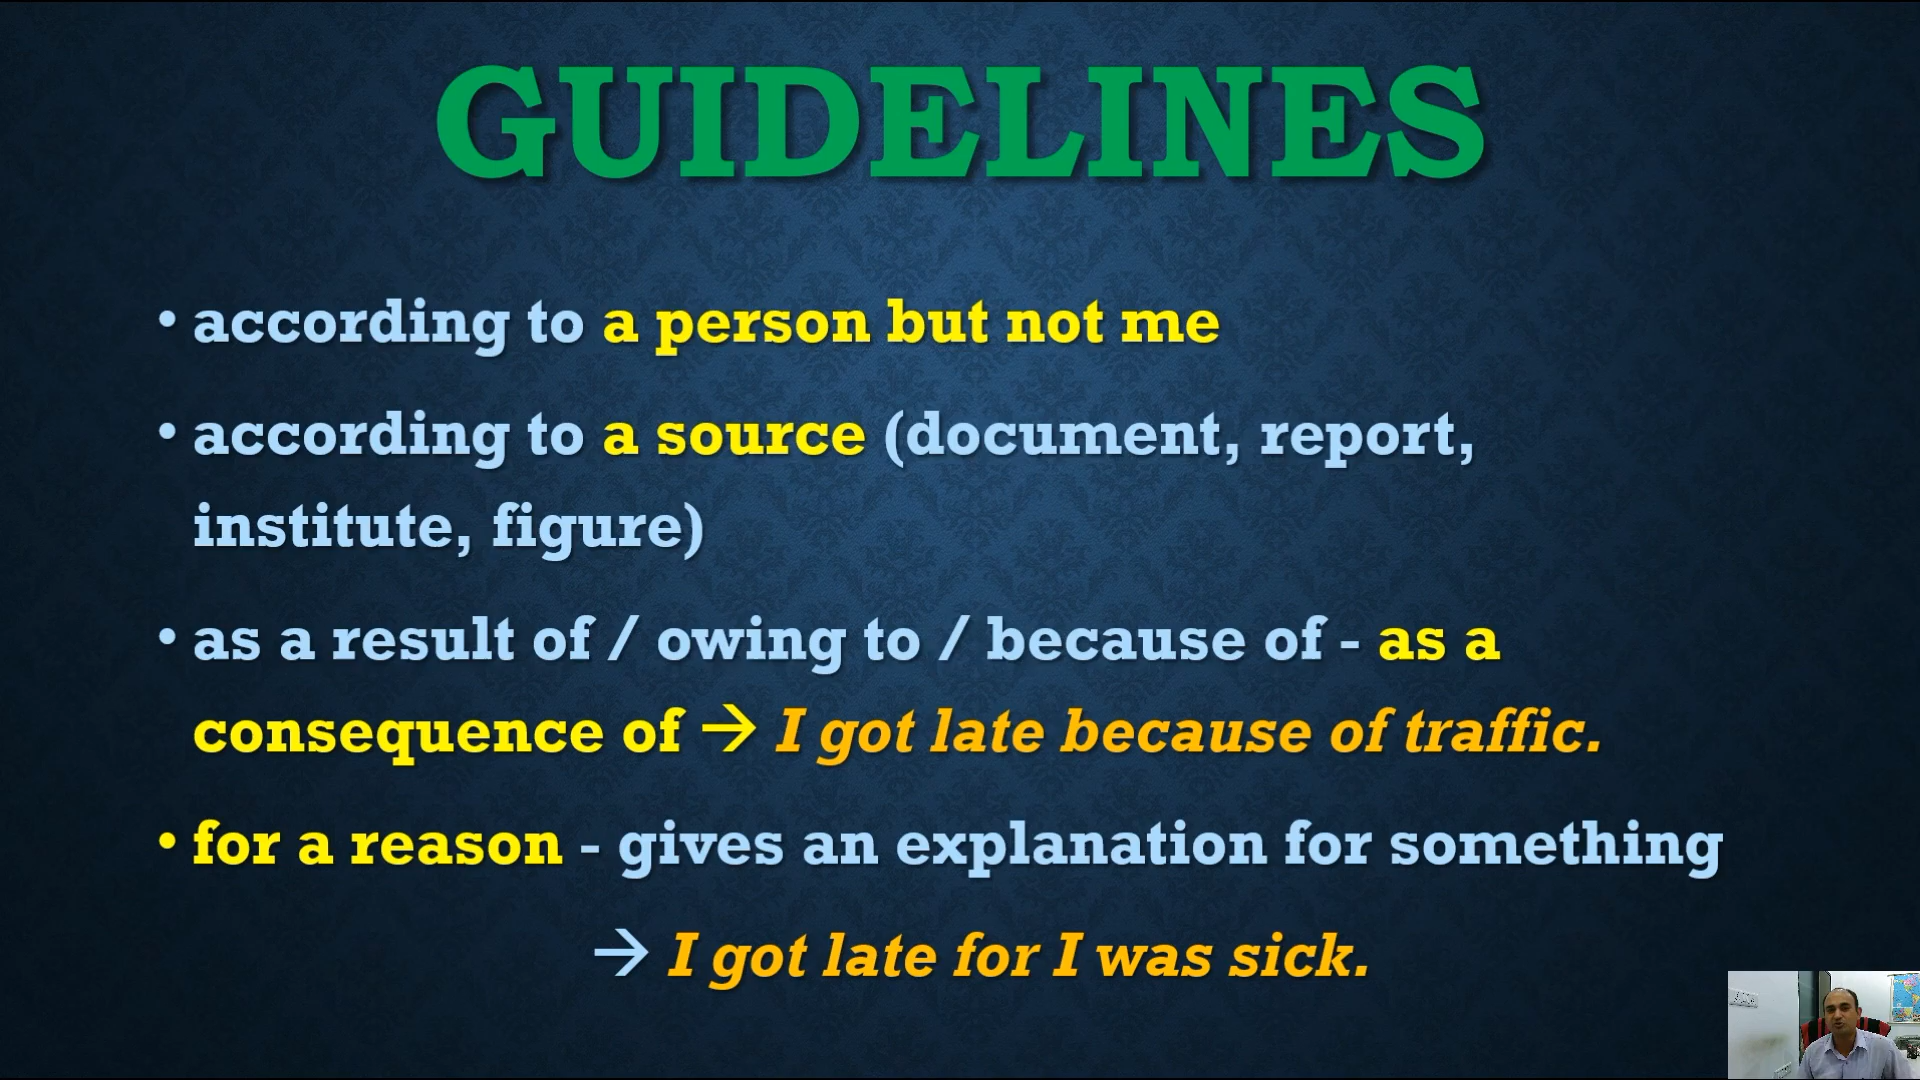 GUIDELINES
• according to a person but not me
• according to a source (document, report,
institute, figure)
• as a result of / owing to / because of - as a
consequence of → I got late because of traffic.
• for a reason - gives an explanation for something
→ I got late for I was sick.